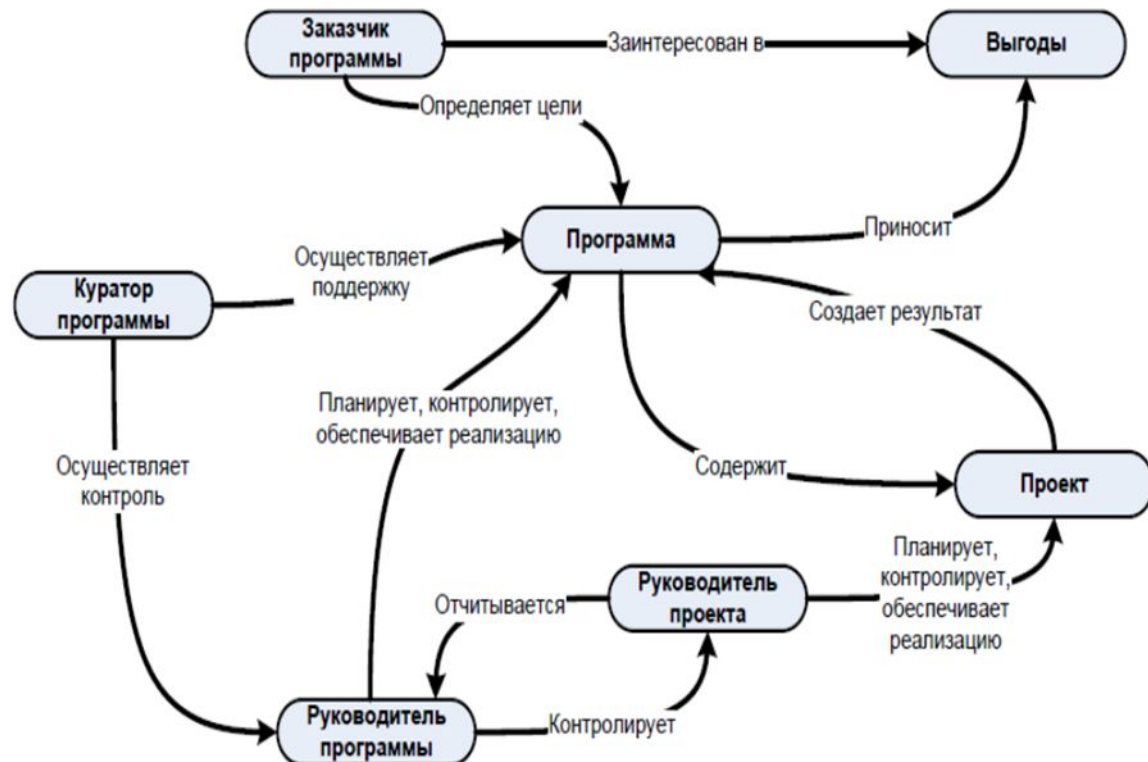 Заказчик
программы
Заинтересован в
Выгоды
Определяет цели
Программа
Приносит
Осуществляет
поддержку
Куратор
программы
Создает результат
Планирует, контролирует,
обеспечивает реализацию
Осуществляет
контроль
Содержит
Проект
Планирует,
контролирует,
обеспечивает
реализацию
Руководитель
проекта
Отчитывается
Руководитель
программы
Контролирует